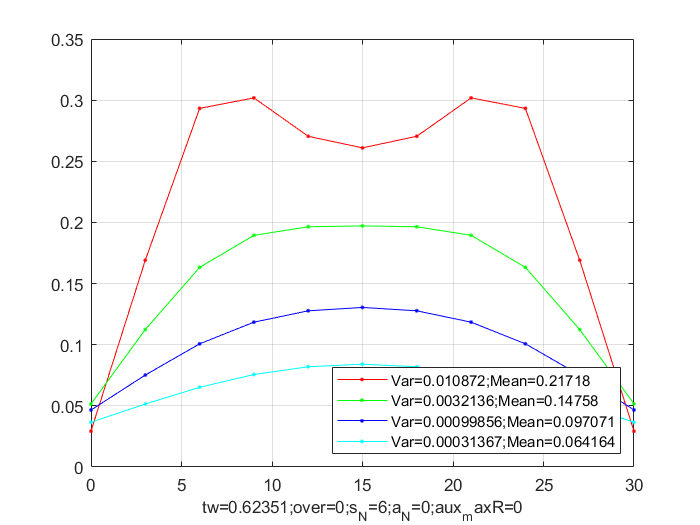 0.35
0.3
0.25
0.2
0.15
0.1
0.05
0
Var=0.010872;Mean=0.21718
Var=0.0032136;Mean=0.14758
Var=0.00099856;Mean=0.097071
Var=0.00031367;Mean=0.064164
0 5 10 15 20 25 30
tw=0.62351;over=0;s_N=6;a_N=0;aux_maxR=0